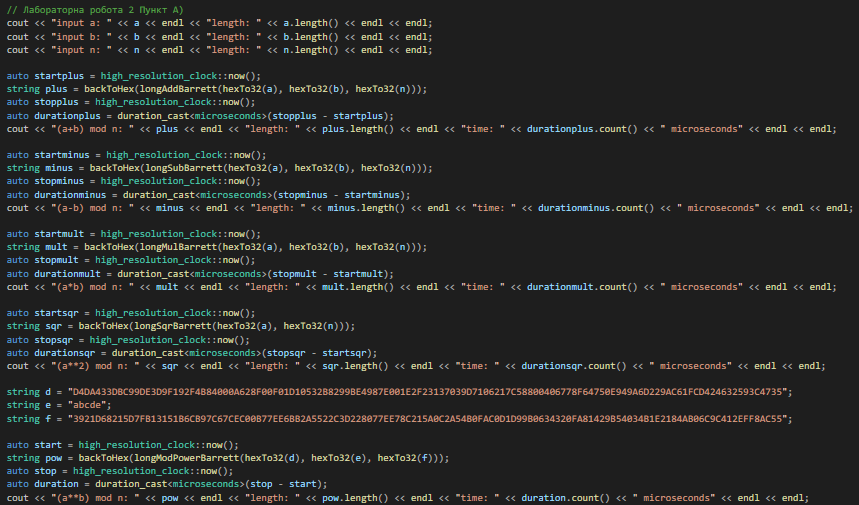 // Лабораторна робота 2 Пункт А)
cout << "input a: " << a << endl << "length: " << a.length() << endl << endl;
cout << "input b: " << b << endl << "length: " << b.length() << endl << endl;
cout << "input n: " << n << endl << "length: " << n.length() << endl << endl;
auto startplus = high_resolution_clock::now();
string plus = backToHex(longAddBarrett(hexTo32(a), hexTo32(b), hexTo32(n)));
auto stopplus = high_resolution_clock::now();
auto durationplus = duration_cast<microseconds>(stopplus - startplus);
cout << "(a+b) mod n: " << plus << endl << "length: " << plus.length() << endl << "time: " << durationplus.count() << " microseconds" << endl << endl;
auto startminus = high_resolution_clock::now();
string minus = backToHex(longSubBarrett(hexTo32(a), hexTo32(b), hexTo32(n)));
auto stopminus = high_resolution_clock::now();
auto durationminus = duration_cast<microseconds>(stopminus - startminus);
cout << "(a-b) mod n: " << minus << endl << "length: " << minus.length() << endl << "time: " << durationminus.count() << " microseconds" << endl << endl;
auto startmult = high_resolution_clock::now();
string mult = backToHex(longMulBarrett(hexTo32(a), hexTo32(b), hexTo32(n)));
auto stopmult = high_resolution_clock::now();
auto durationmult = duration_cast<microseconds>(stopmult - startmult);
cout << "(a*b) mod n: " << mult << endl << "length: " << mult.length() << endl << "time: " << durationmult.count() << " microseconds" << endl << endl;
auto startsqr = high_resolution_clock::now();
string sqr = backToHex(longSqrBarrett(hexTo32(a), hexTo32(n)));
auto stopsqr = high_resolution_clock::now();
auto durationsqr = duration_cast<microseconds>(stopsqr - startsqr);
cout << "(a**2) mod n: " << sqr << endl << "length: " << sqr.length() << endl << "time: " << durationsqr.count() << " microseconds" << endl << endl;
string d = "D4DA433DBC99DE3D9F192F4B84000A628F00F01D10532B8299BE4987E001E2F23137039D7106217C58800406778F64750E949A6D229AC61FCD424632593C4735";
string e = "abcde";
string f = "3921D68215D7FB13151B6CB97C67CEC00B77EE6BB2A5522C3D228077EE78C215A0C2A54B0FAC0D1D99B0634320FA81429B54034B1E2184AB06C9C412EFF8AC55";
auto start = high_resolution_clock::now();
string pow = backToHex(longModPowerBarrett(hexTo32(d), hexTo32(e), hexTo32(f)));
auto stop = high_resolution_clock::now();
auto duration = duration_cast<microseconds>(stop - start);
cout << "(a**b) mod n: " << pow << endl << "length: " << pow.length() << endl << "time: " << duration.count() << " microseconds" << endl << endl;